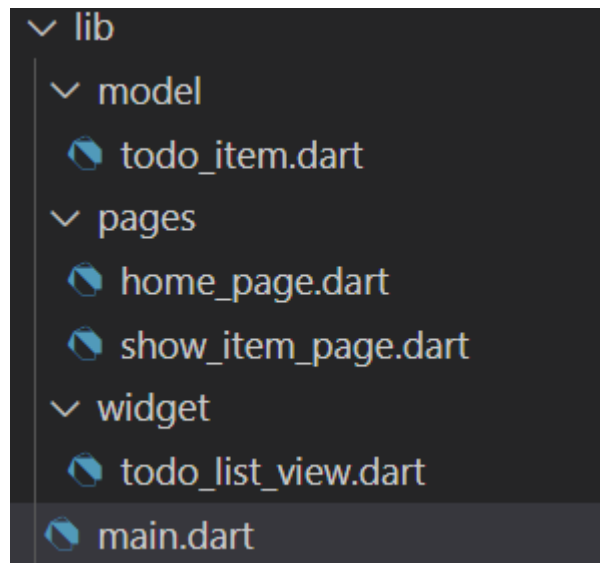 lib
model
todo_item.dart
pages
home_page.dart
show_item_page.dart
widget
todo_list_view.dart
main.dart